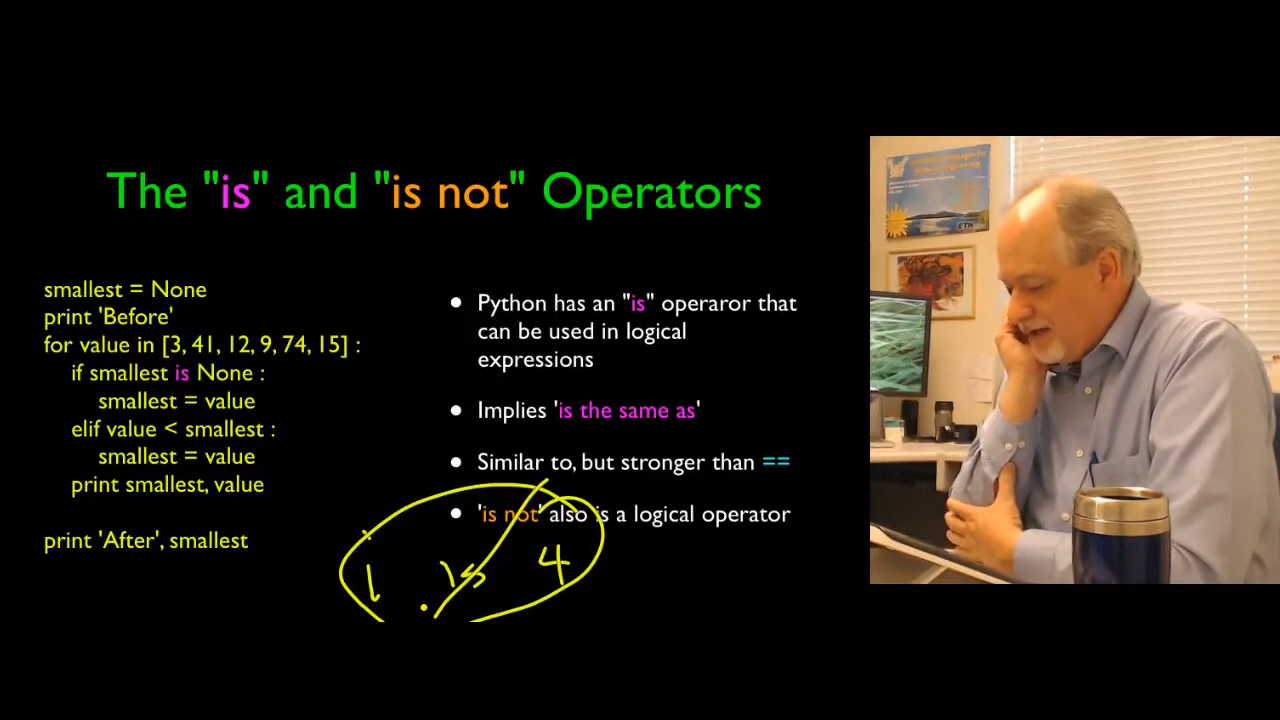 The "is" and "is not" Operators
smallest = None
print 'Before'
for value in [3, 41, 12, 9, 74, 15] :
if smallest is None :
smallest = value
elif value < smallest :
smallest = value
print smallest, value
print 'After', smallest
Python has an "is" operaror that
can be used in logical
expressions
Implies 'is the same as'
Similar to, but stronger than ==
'is not' also is a logical operator
1 is 4
ETH